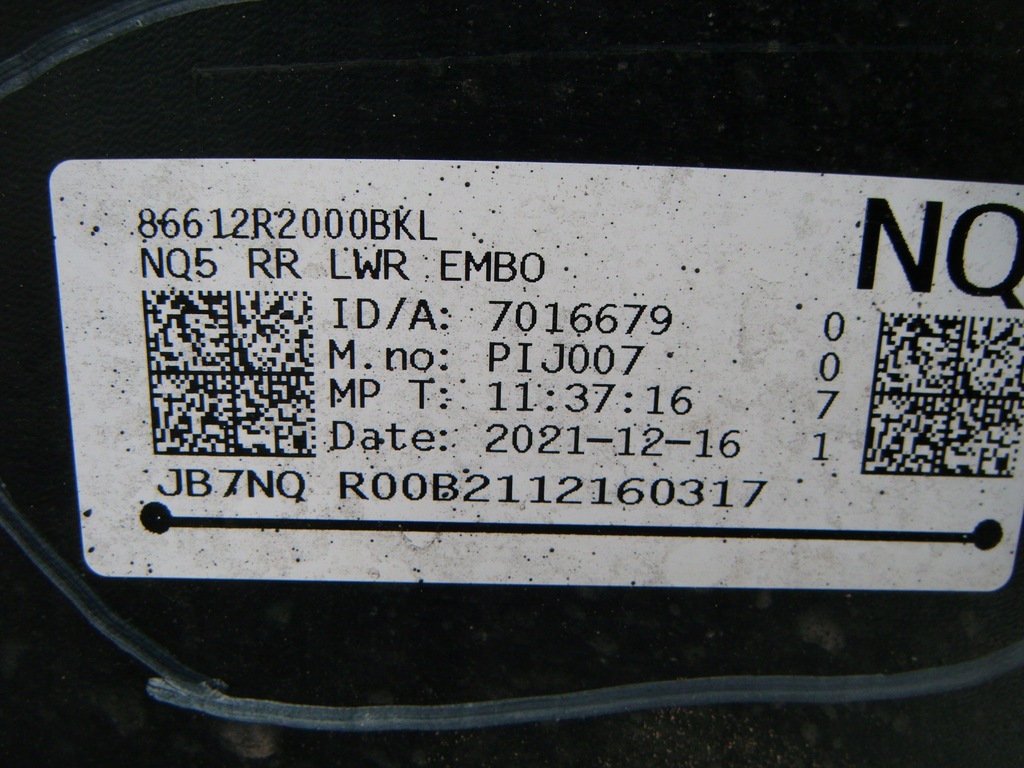 86612R2000BKL
NQ5 RR LWR EMBO
NQ
ID/A: 7016679
M.no: PIJ007
MP T: 11:37:16
Date: 2021-12-16
0
0
7
1
JB7NQ R00B2112160317